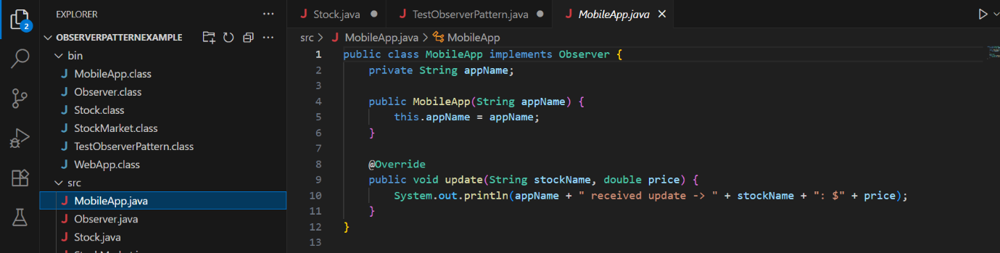 EXPLORER
OBSERVERPATTERNEXAMPLE
bin
J MobileApp.class
J Observer.class
J Stock.class
J StockMarket.class
J TestObserverPattern.class
J WebApp.class
src
J MobileApp.java
J Observer.java
J Stock.java
2
J Stock.java
J TestObserverPattern.java
J MobileApp.java
src > J MobileApp.java > MobileApp
1 public class MobileApp implements Observer {
2     private String appName;
3
4     public MobileApp(String appName) {
5         this.appName = appName;
6     }
7
8     @Override
9     public void update(String stockName, double price) {
10         System.out.println(appName + " received update -> " + stockName + ": $" + price);
11     }
12 }
13